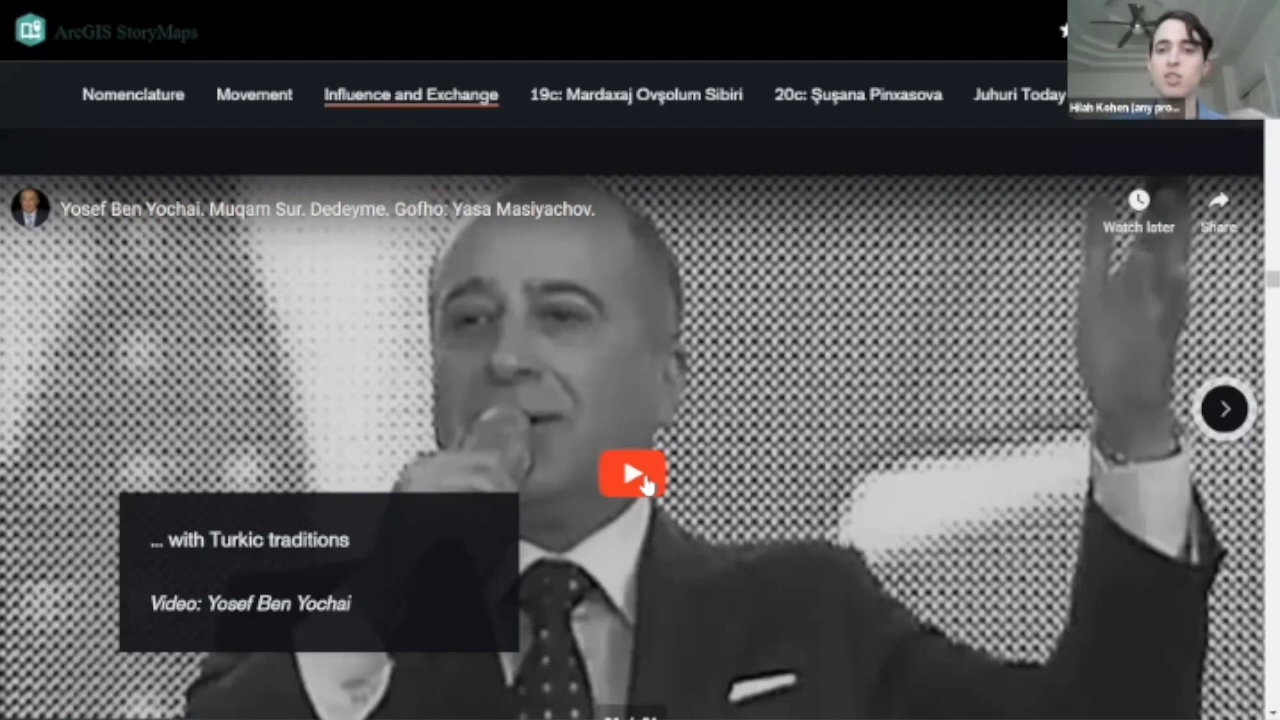 ArcGIS StoryMaps
Nomenclature Movement Influence and Exchange 19c: Mardaxaj Ovşolum Sibiri 20c: Şuşana Pinxasova Juhuri Today
Hilah Kohen (any pro...
Yosef Ben Yochai. Muqam Sur. Dedeyme. Gofho: Yasa Masiyachov.
Watch later
Share
... with Turkic traditions
Video: Yosef Ben Yochai